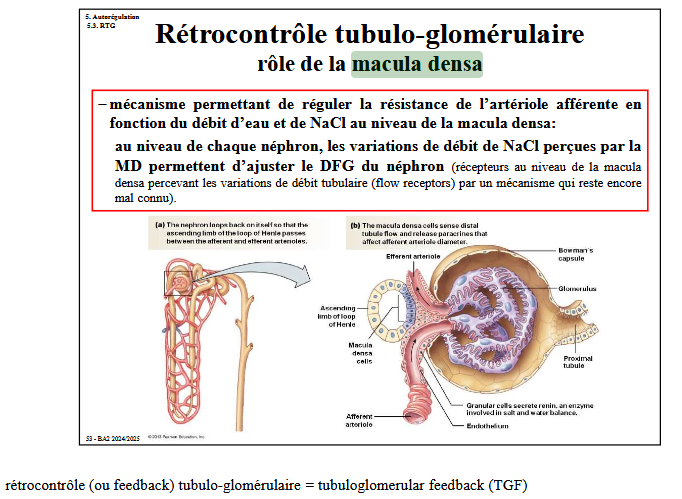 5. Autorégulation
5.3. RTG
Rétrocontrôle tubulo-glomérulaire
rôle de la macula densa
– mécanisme permettant de réguler la résistance de l'artériole afférente en
fonction du débit d'eau et de NaCl au niveau de la macula densa:
au niveau de chaque néphron, les variations de débit de NaCl perçues par la
MD permettent d'ajuster le DFG du néphron (récepteurs au niveau de la macula
densa percevant les variations de débit tubulaire (flow receptors) par un mécanisme qui reste encore
mal connu).
(a) The nephron loops back on itself so that the
ascending limb of the loop of Henle passes
between the afferent and efferent arterioles.
(b) The macula densa cells sense distal
tubule flow and release paracrines that
affect afferent arteriole diameter.
Efferent arteriole
Bowman's
capsule
Glomerulus
Ascending
limb of loop
of Henle
Macula
densa
cells
Proximal
tubule
Granular cells secrete renin, an enzyme
involved in salt and water balance.
Afferent
arteriole
Endothelium
53 - BA2 2024/2025
© 2013 Pearson Education, Inc.
rétrocontrôle (ou feedback) tubulo-glomérulaire = tubuloglomerular feedback (TGF)